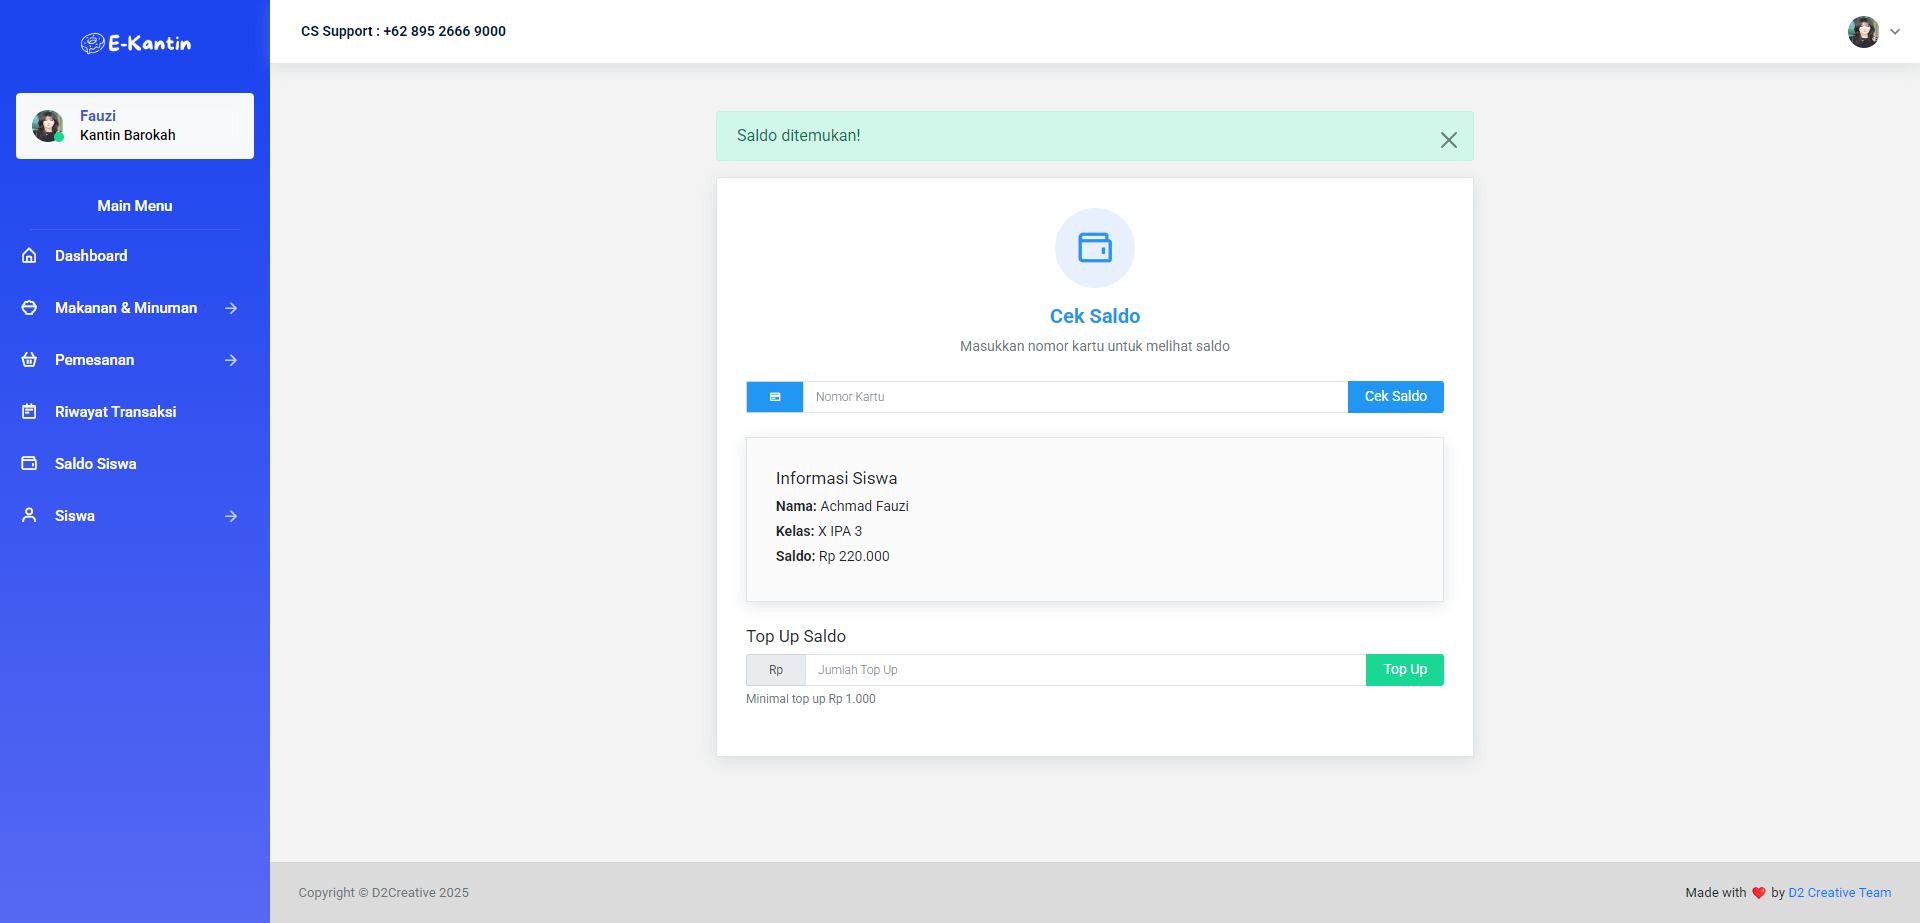 E-Kantin
CS Support : +62 895 2666 9000
Fauzi
Kantin Barokah
Main Menu
Dashboard
Makanan & Minuman
Pemesanan
Riwayat Transaksi
Saldo Siswa
Siswa
Saldo ditemukan!
Cek Saldo
Masukkan nomor kartu untuk melihat saldo
Nomor Kartu
Cek Saldo
Informasi Siswa
Nama: Achmad Fauzi
Kelas: X IPA 3
Saldo: Rp 220.000
Top Up Saldo
Rp
Jumlah Top Up
Top Up
Minimal top up Rp 1.000
Copyright © D2Creative 2025
Made with ❤️ by D2 Creative Team